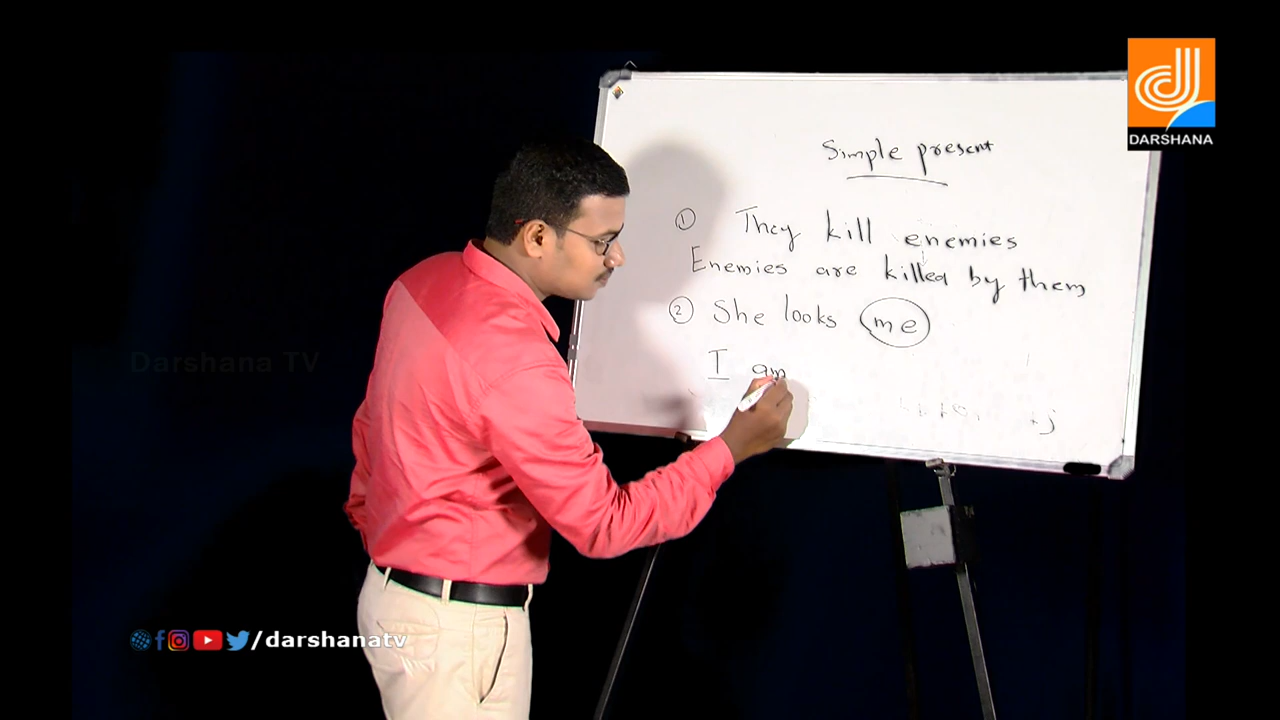 DARSHANA
Simple present
① They kill enemies
Enemies are killed by them
② She looks me
I am
Darshana TV
/darshanatv